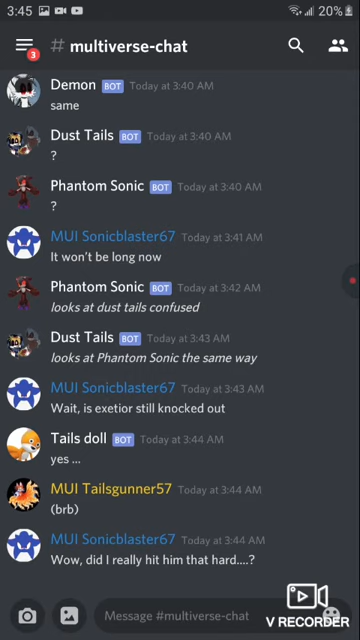 3:45
20%
3
# multiverse-chat
Demon BOT Today at 3:40 AM
same
Dust Tails BOT Today at 3:40 AM
?
Phantom Sonic BOT Today at 3:40 AM
?
MUI Sonicblaster67 Today at 3:41 AM
It won't be long now
Phantom Sonic BOT Today at 3:42 AM
looks at dust tails confused
Dust Tails BOT Today at 3:43 AM
looks at Phantom Sonic the same way
MUI Sonicblaster67 Today at 3:43 AM
Wait, is exetior still knocked out
Tails doll BOT Today at 3:44 AM
yes ...
MUI Tailsgunner57 Today at 3:44 AM
(brb)
MUI Sonicblaster67 Today at 3:44 AM
Wow, did I really hit him that hard....?
Message #multiverse-chat
V RECORDER